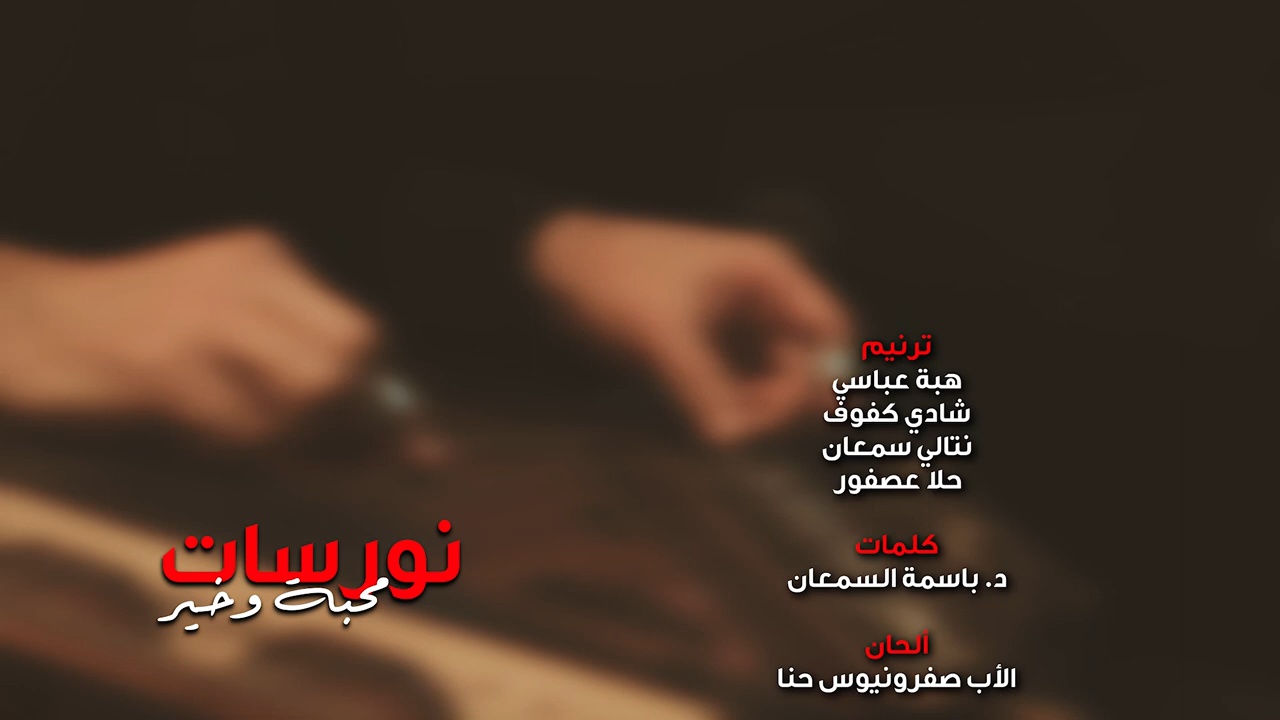 ترنيم
هبة عباسي
شادي كفوف
نتالي سمعان
حلا عصفور
كلمات
د. باسمة السمعان
ألحان
الأب صفرونيوس حنا
نورسات
محبة وخير